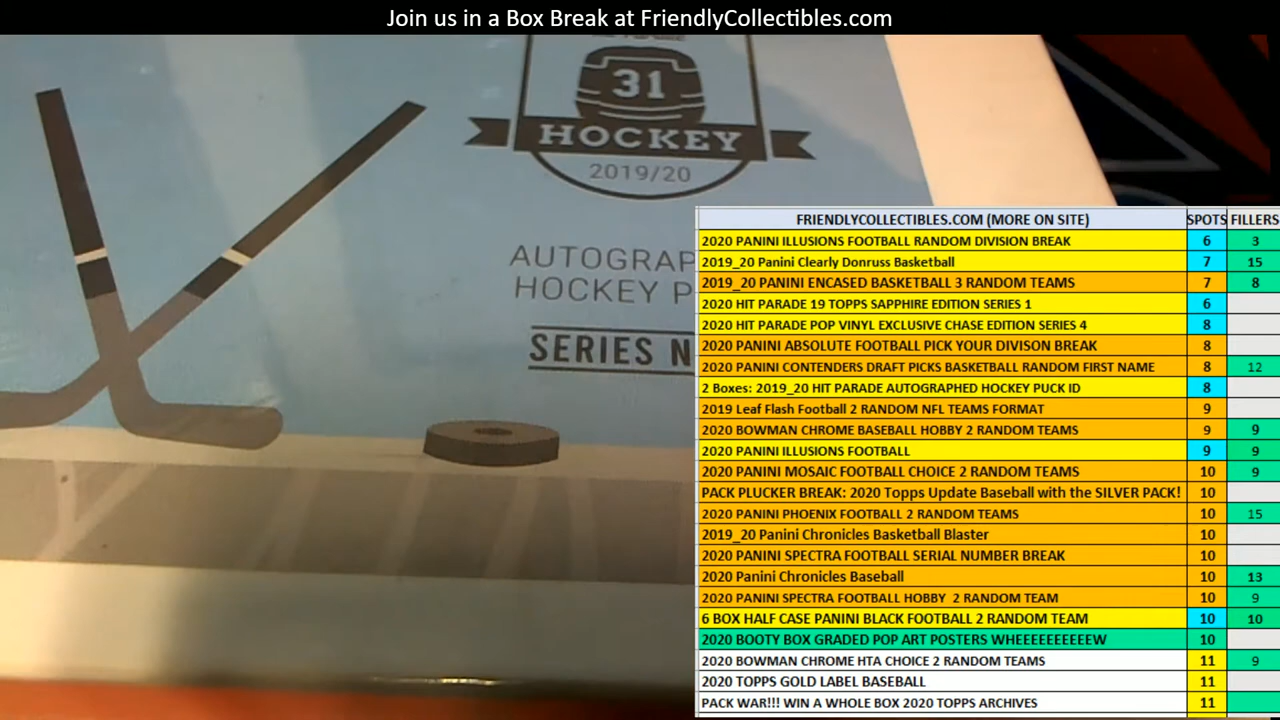 Join us in a Box Break at FriendlyCollectibles.com
31
HOCKEY
2019/20
AUTOGRAP
HOCKEY P
SERIES N
FRIENDLYCOLLECTIBLES.COM (MORE ON SITE) SPOTS FILLERS
2020 PANINI ILLUSIONS FOOTBALL RANDOM DIVISION BREAK 6 3
2019_20 Panini Clearly Donruss Basketball 7 15
2019_20 PANINI ENCASED BASKETBALL 3 RANDOM TEAMS 7 8
2020 HIT PARADE 19 TOPPS SAPPHIRE EDITION SERIES 1 6
2020 HIT PARADE POP VINYL EXCLUSIVE CHASE EDITION SERIES 4 8
2020 PANINI ABSOLUTE FOOTBALL PICK YOUR DIVISON BREAK 8
2020 PANINI CONTENDERS DRAFT PICKS BASKETBALL RANDOM FIRST NAME 8 12
2 Boxes: 2019_20 HIT PARADE AUTOGRAPHED HOCKEY PUCK ID 8
2019 Leaf Flash Football 2 RANDOM NFL TEAMS FORMAT 9
2020 BOWMAN CHROME BASEBALL HOBBY 2 RANDOM TEAMS 9 9
2020 PANINI ILLUSIONS FOOTBALL 9 9
2020 PANINI MOSAIC FOOTBALL CHOICE 2 RANDOM TEAMS 10 9
PACK PLUCKER BREAK: 2020 Topps Update Baseball with the SILVER PACK! 10
2020 PANINI PHOENIX FOOTBALL 2 RANDOM TEAMS 10 15
2019_20 Panini Chronicles Basketball Blaster 10
2020 PANINI SPECTRA FOOTBALL SERIAL NUMBER BREAK 10
2020 Panini Chronicles Baseball 10 13
2020 PANINI SPECTRA FOOTBALL HOBBY 2 RANDOM TEAM 10 9
6 BOX HALF CASE PANINI BLACK FOOTBALL 2 RANDOM TEAM 10 10
2020 BOOTY BOX GRADED POP ART POSTERS WHEEEEEEEEEW 10
2020 BOWMAN CHROME HTA CHOICE 2 RANDOM TEAMS 11 9
2020 TOPPS GOLD LABEL BASEBALL 11
PACK WAR!!! WIN A WHOLE BOX 2020 TOPPS ARCHIVES 11